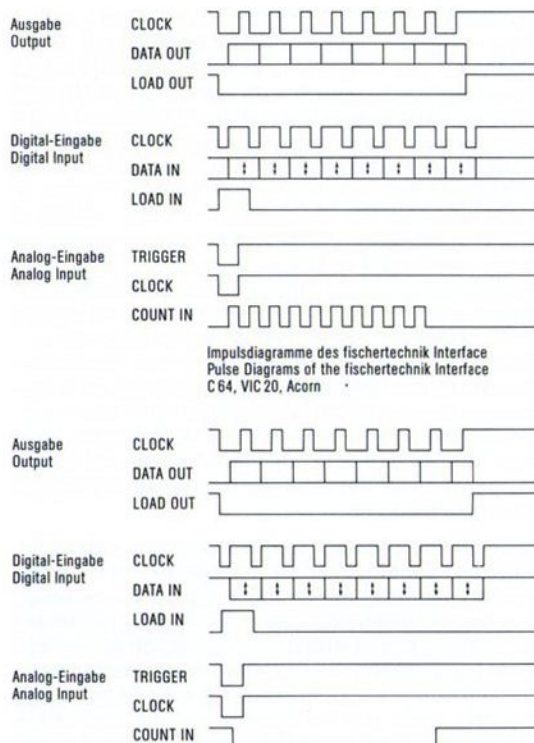 Ausgabe CLOCK
Output
DATA OUT
LOAD OUT
Digital-Eingabe CLOCK
Digital Input
DATA IN
LOAD IN
Analog-Eingabe TRIGGER
Analog Input
CLOCK
COUNT IN
Impulsdiagramme des fischertechnik Interface
Pulse Diagrams of the fischertechnik Interface
C 64, VIC 20, Acorn
Ausgabe CLOCK
Output
DATA OUT
LOAD OUT
Digital-Eingabe CLOCK
Digital Input
DATA IN
LOAD IN
Analog-Eingabe TRIGGER
Analog Input
CLOCK
COUNT IN